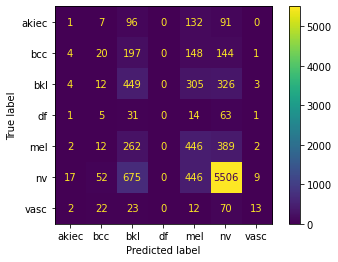 akiec 1 7 96 0 132 91 0
bcc 4 20 197 0 148 144 1
bkl 4 12 449 0 305 326 3
df 1 5 31 0 14 63 1
mel 2 12 262 0 446 389 2
nv 17 52 675 0 446 5506 9
vasc 2 22 23 0 12 70 13
akiec bcc bkl df mel nv vasc
Predicted label
True label
5000
4000
3000
2000
1000
0